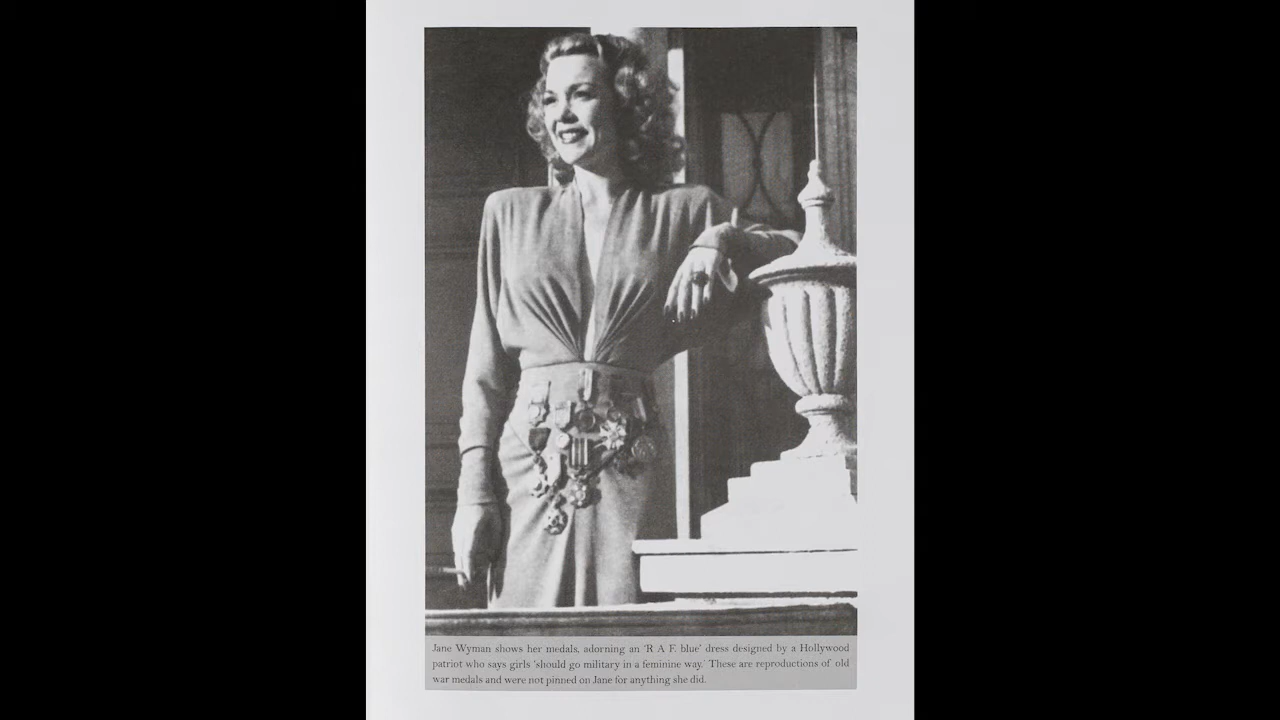 Jane Wyman shows her medals, adorning an 'R A F. blue' dress designed by a Hollywood
patriot who says girls 'should go military in a feminine way.' These are reproductions of old
war medals and were not pinned on Jane for anything she did.